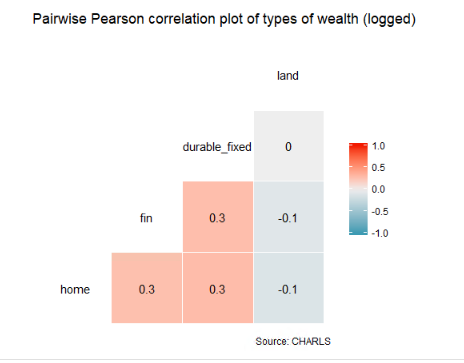 Pairwise Pearson correlation plot of types of wealth (logged)
land
durable_fixed 0
fin 0.3 -0.1
home 0.3 0.3 -0.1
1.0
0.5
0.0
-0.5
-1.0
Source: CHARLS